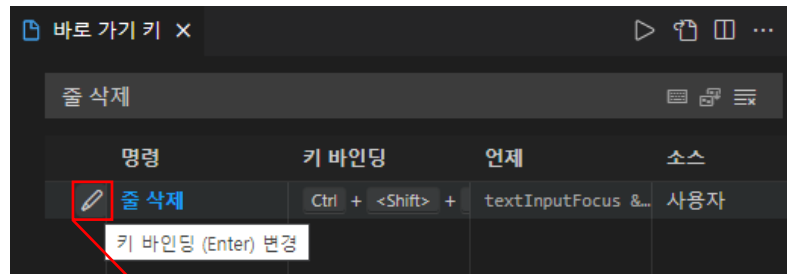 바로 가기 키
줄 삭제
명령 키 바인딩 언제 소스
줄 삭제 Ctrl + <Shift> + textInputFocus &… 사용자
키 바인딩 (Enter) 변경